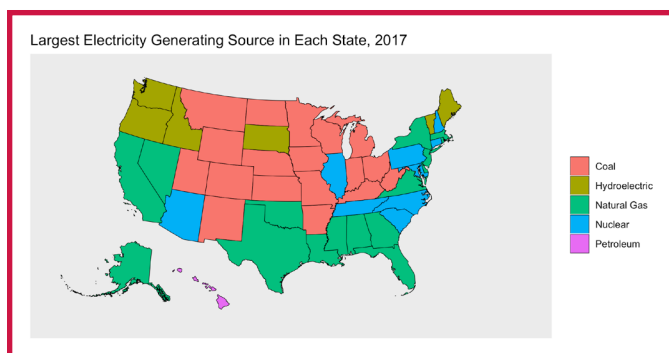 Largest Electricity Generating Source in Each State, 2017
Coal
Hydroelectric
Natural Gas
Nuclear
Petroleum